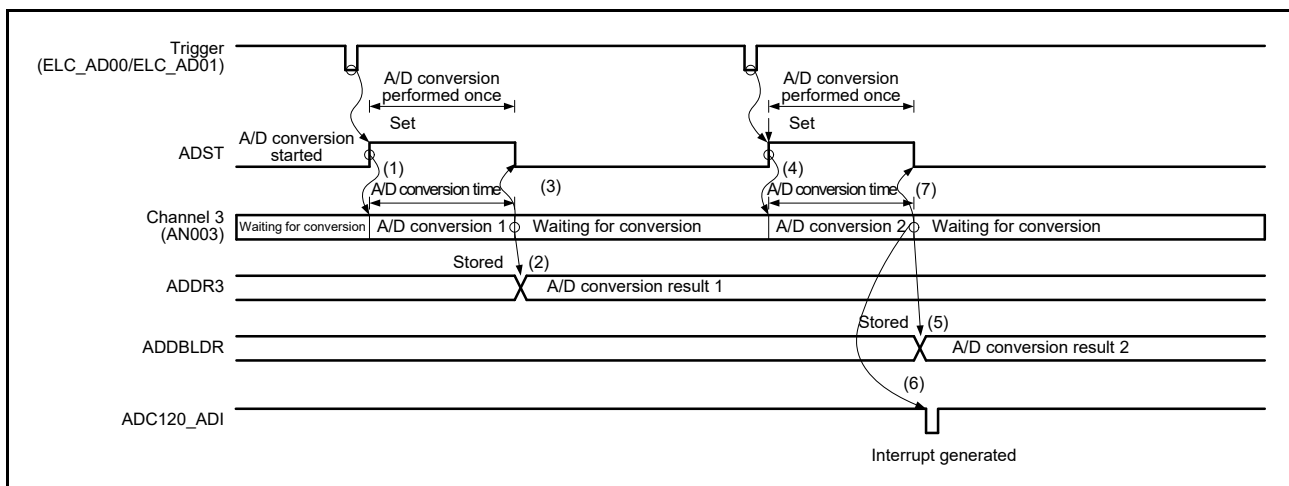 Trigger
(ELC_AD00/ELC_AD01)
A/D conversion
performed once
A/D conversion
performed once
Set
Set
A/D conversion
started
ADST
(1)
(3)
(4)
(7)
A/D conversion time
A/D conversion time
Channel 3
(AN003)
Waiting for conversion
A/D conversion 1
Waiting for conversion
A/D conversion 2
Waiting for conversion
Stored
(2)
ADDR3
A/D conversion result 1
Stored
(5)
ADDBLDR
A/D conversion result 2
(6)
ADC120_ADI
Interrupt generated